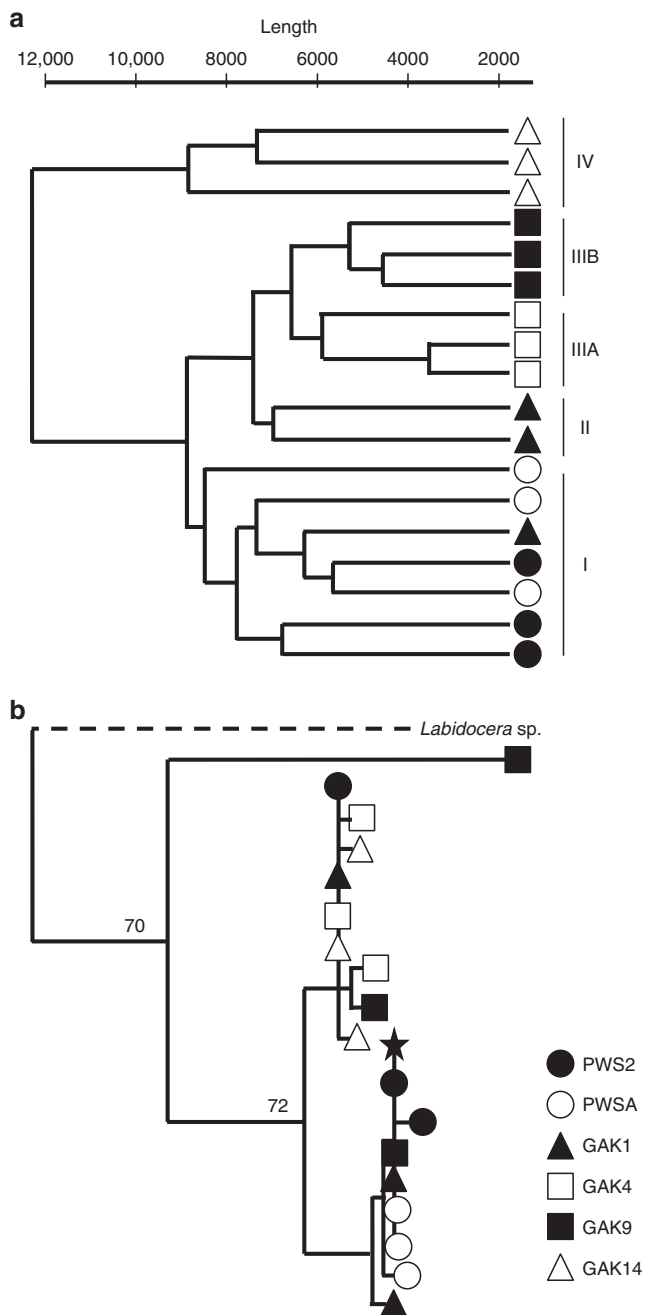 a
Length
12,000 10,000 8000 6000 4000 2000
IV
IIIB
IIIA
II
I
b
Labidocera sp.
70
72
PWS2
PWSA
GAK1
GAK4
GAK9
GAK14